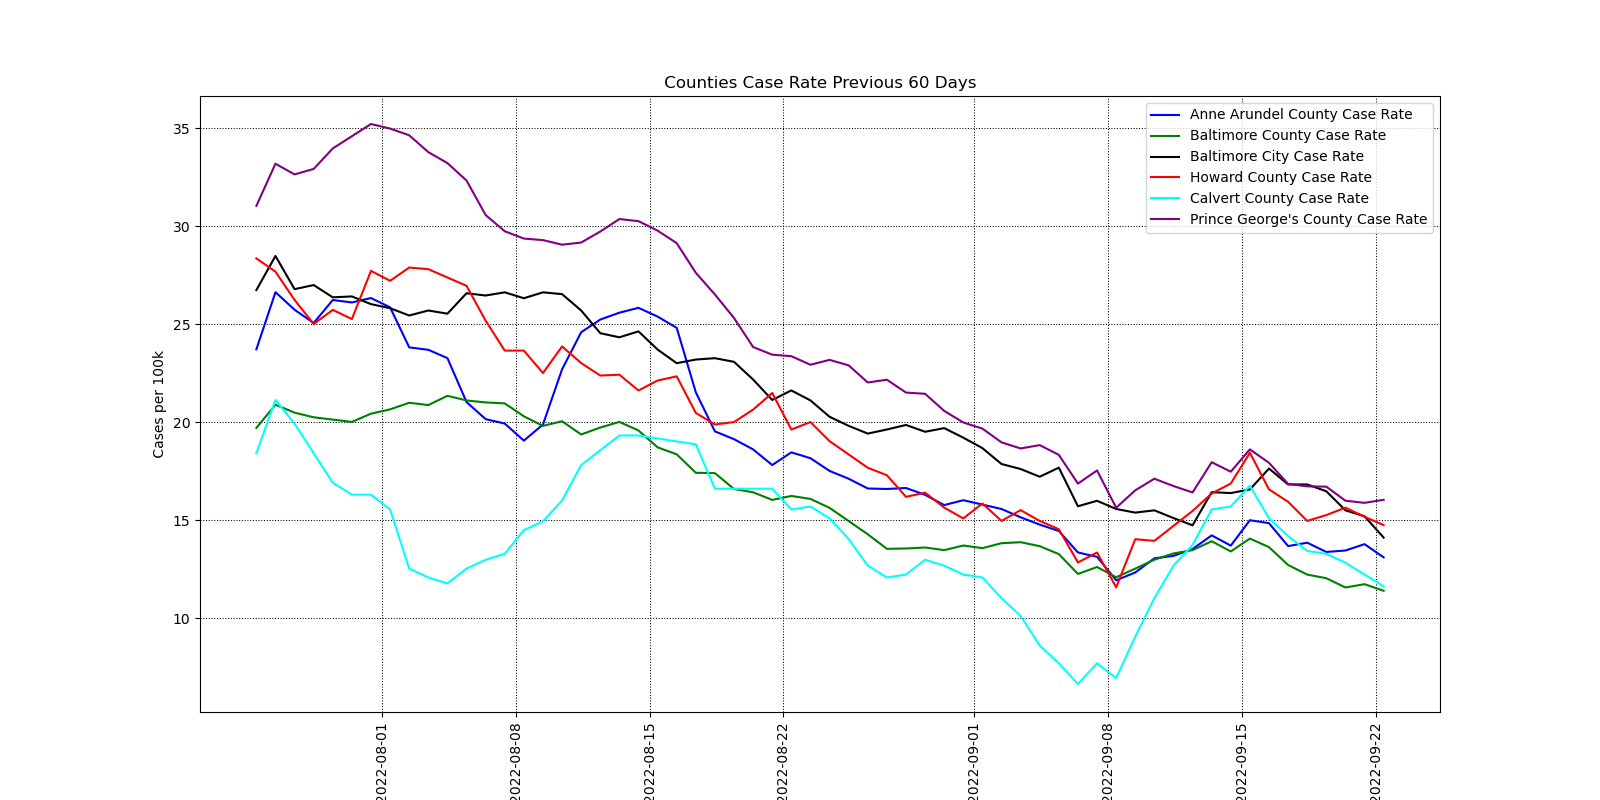 Counties Case Rate Previous 60 Days
Anne Arundel County Case Rate
Baltimore County Case Rate
Baltimore City Case Rate
Howard County Case Rate
Calvert County Case Rate
Prince George's County Case Rate
Cases per 100k
35
30
25
20
15
10
2022-08-01
2022-08-08
2022-08-15
2022-08-22
2022-09-01
2022-09-08
2022-09-15
2022-09-22